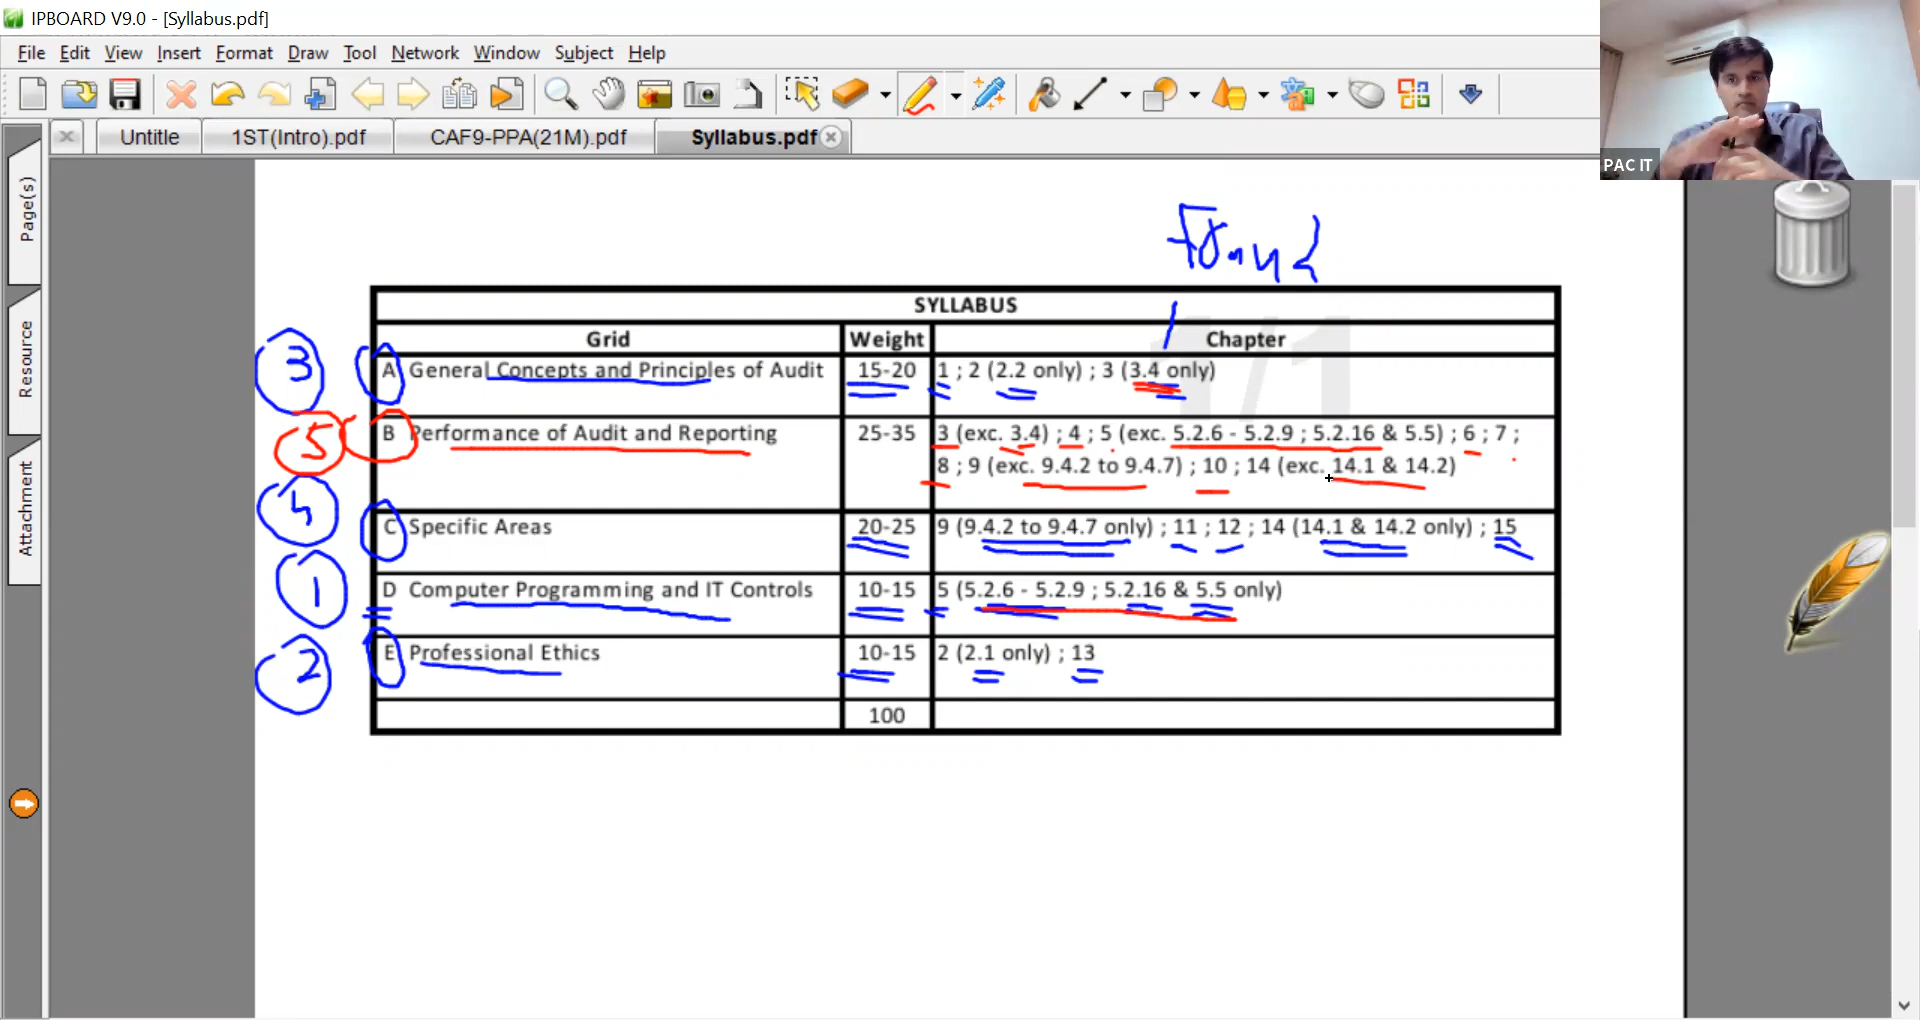 IPBOARD V9.0 - [Syllabus.pdf]
File Edit View Insert Format Draw Tool Network Window Subject Help
PAC IT
Untitle 1ST(Intro).pdf CAF9-PPA(21M).pdf Syllabus.pdf
Page(s)
Resource
Attachment
SYLLABUS
Grid Weight Chapter
3 A General Concepts and Principles of Audit 15-20 1 ; 2 (2.2 only) ; 3 (3.4 only)
5 B Performance of Audit and Reporting 25-35 3 (exc. 3.4) ; 4 ; 5 (exc. 5.2.6 - 5.2.9 ; 5.2.16 & 5.5) ; 6 ; 7 ;
8 ; 9 (exc. 9.4.2 to 9.4.7) ; 10 ; 14 (exc. 14.1 & 14.2)
4 C Specific Areas 20-25 9 (9.4.2 to 9.4.7 only) ; 11 ; 12 ; 14 (14.1 & 14.2 only) ; 15
1 D Computer Programming and IT Controls 10-15 5 (5.2.6 - 5.2.9 ; 5.2.16 & 5.5 only)
2 E Professional Ethics 10-15 2 (2.1 only) ; 13
100
1/1